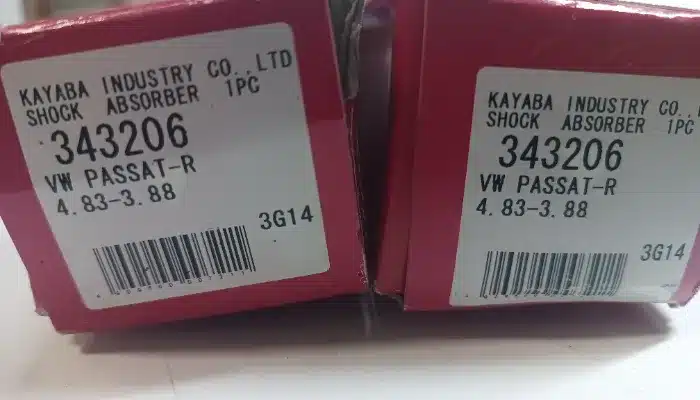 KAYABA INDUSTRY CO.,LTD
SHOCK ABSORBER 1PC
343206
VW PASSAT-R
4.83-3.88
3G14
KAYABA INDUSTRY CO.,
SHOCK ABSORBER 1PC
343206
VW PASSAT-R
4.83-3.88
3G14